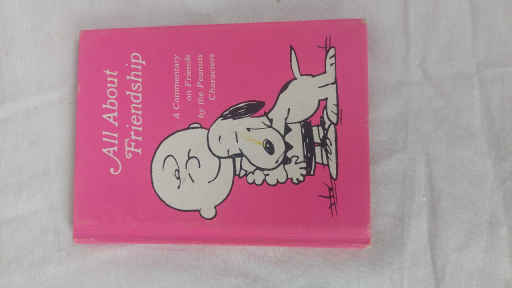 All About
Friendship
A Commentary
on Friends
by the Peanuts
Characters